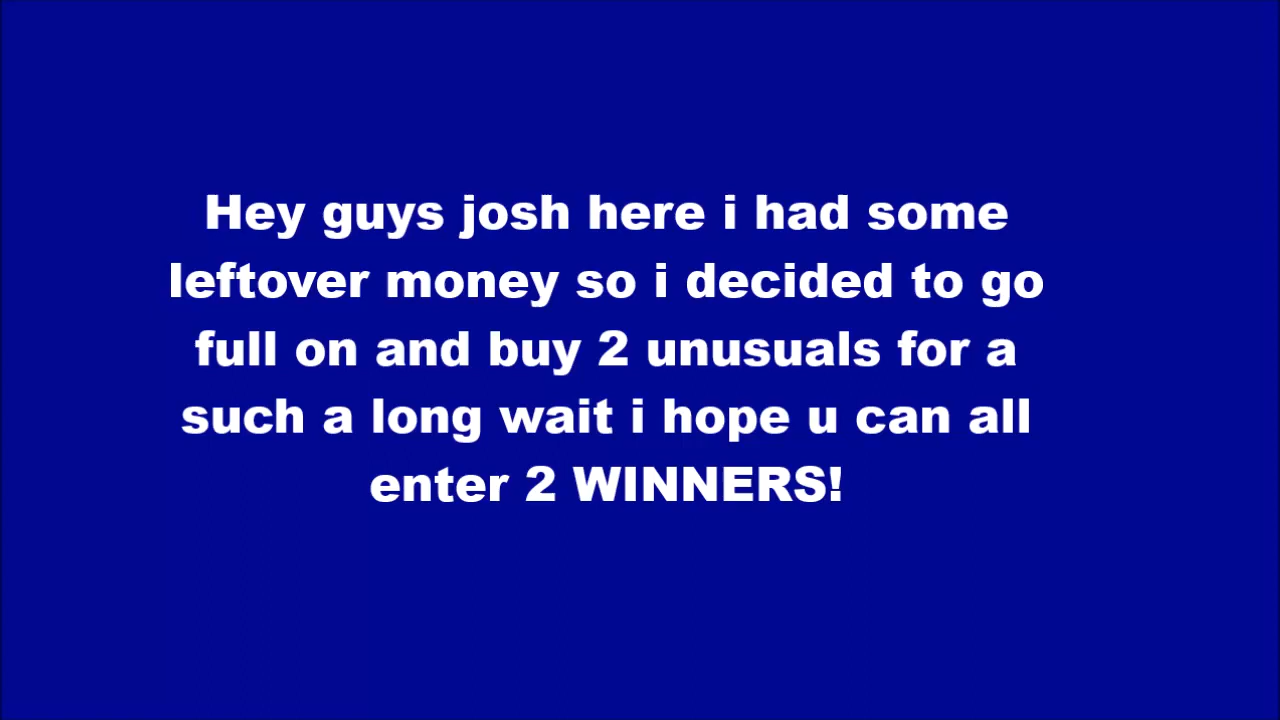 Hey guys josh here i had some
leftover money so i decided to go
full on and buy 2 unusuals for a
such a long wait i hope u can all
enter 2 WINNERS!